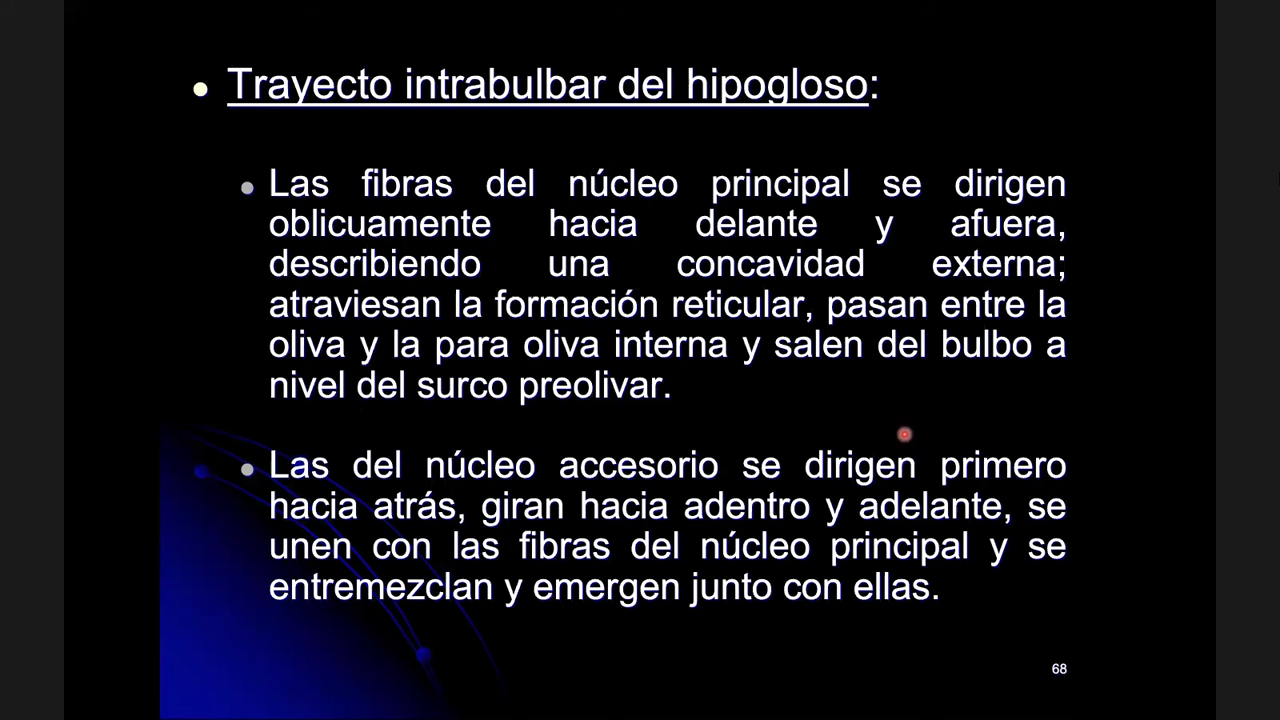 Trayecto intrabulbar del hipogloso:
Las fibras del núcleo principal se dirigen
oblicuamente hacia delante y afuera,
describiendo una concavidad externa;
atraviesan la formación reticular, pasan entre la
oliva y la para oliva interna y salen del bulbo a
nivel del surco preolivar.
Las del núcleo accesorio se dirigen primero
hacia atrás, giran hacia adentro y adelante, se
unen con las fibras del núcleo principal y se
entremezclan y emergen junto con ellas.
68